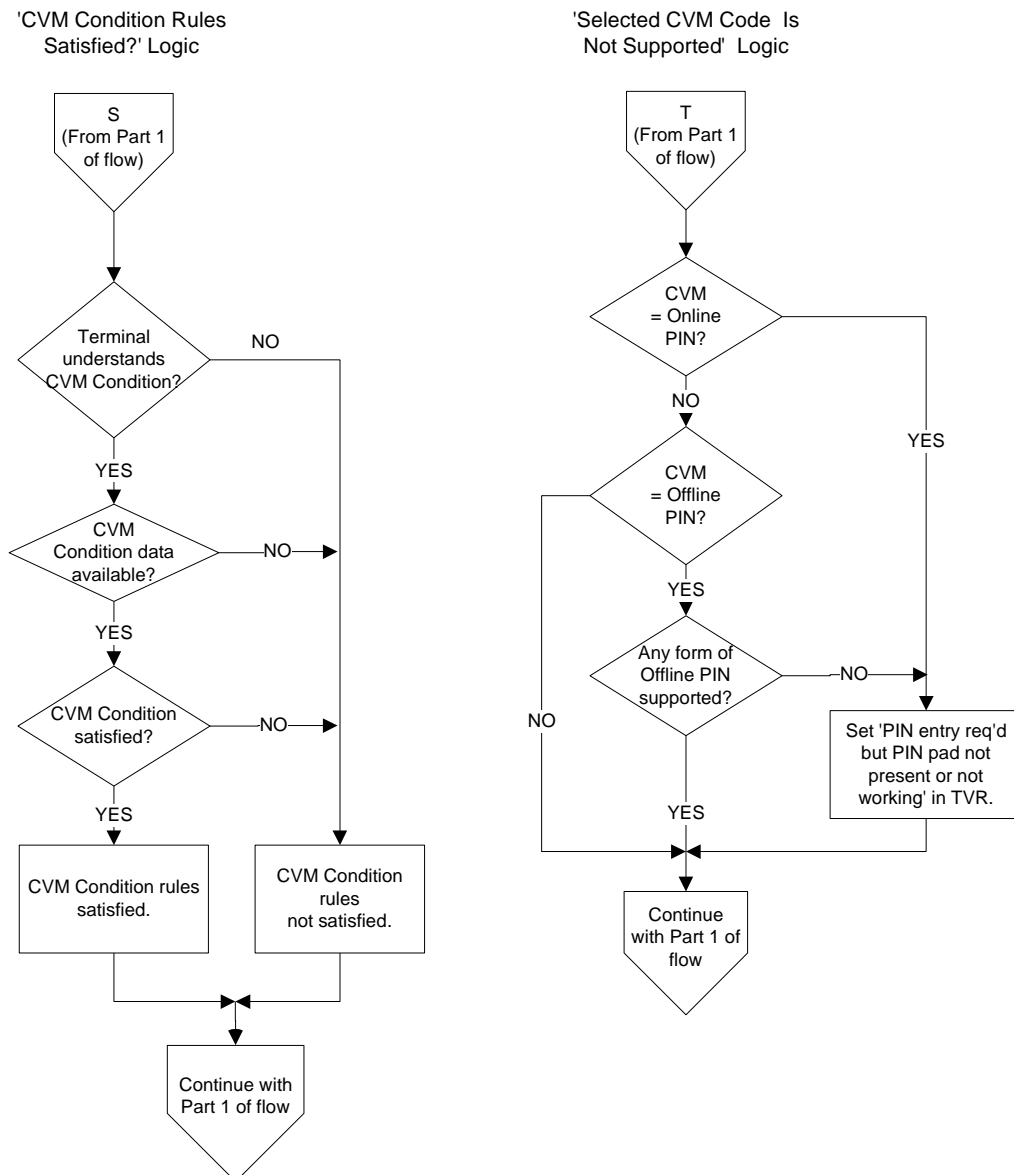 'CVM Condition Rules
Satisfied?' Logic
S
(From Part 1
of flow)
Terminal
understands
CVM Condition?
NO
YES
CVM
Condition data
available?
NO
YES
CVM Condition
satisfied?
NO
YES
CVM Condition rules
satisfied.
CVM Condition
rules
not satisfied.
Continue with
Part 1 of flow
'Selected CVM Code Is
Not Supported' Logic
T
(From Part 1
of flow)
CVM
= Online
PIN?
NO
YES
CVM
= Offline
PIN?
YES
NO
Any form of
Offline PIN
supported?
NO
YES
Set 'PIN entry req'd
but PIN pad not
present or not
working' in TVR.
Continue
with Part 1 of
flow